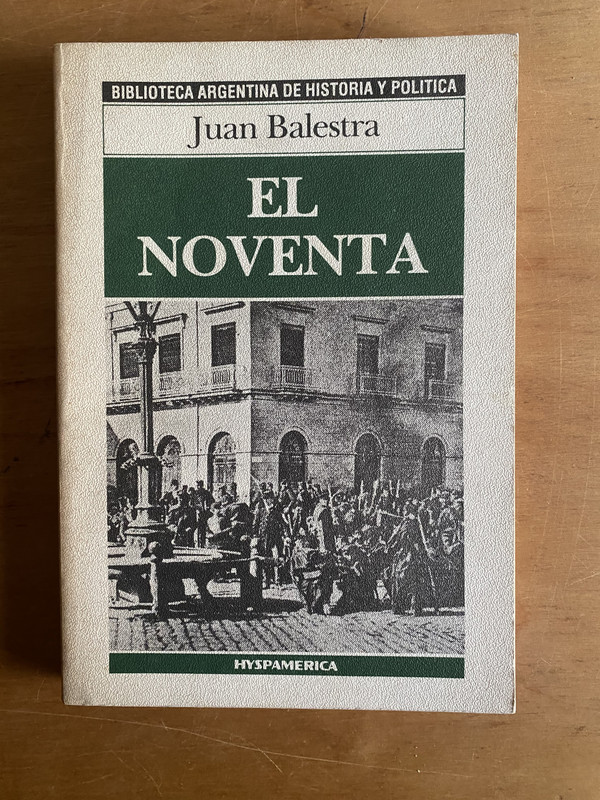 BIBLIOTECA ARGENTINA DE HISTORIA Y POLITICA
Juan Balestra
EL
NOVENTA
HYSPAMERICA